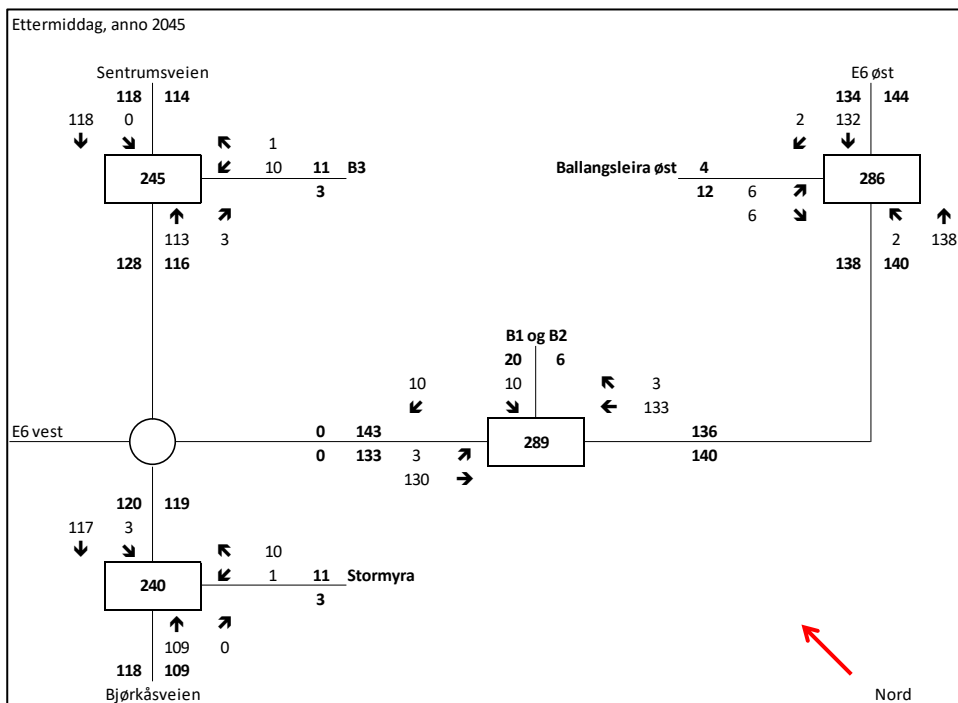 Ettermiddag, anno 2045
Sentrumsveien E6 øst
118 114 134 144
118 0 2 132
1
10 11 B3 Ballangsleira øst 4
245 286
3 12 6
6
113 3 2 138
128 116 138 140
B1 og B2
20 6
10 10 3
133
E6 vest 0 143 289 136
0 133 3 140
130
120 119
117 3 10
1 11 Stormyra
240
3
109 0
118 109
Bjørkåsveien Nord